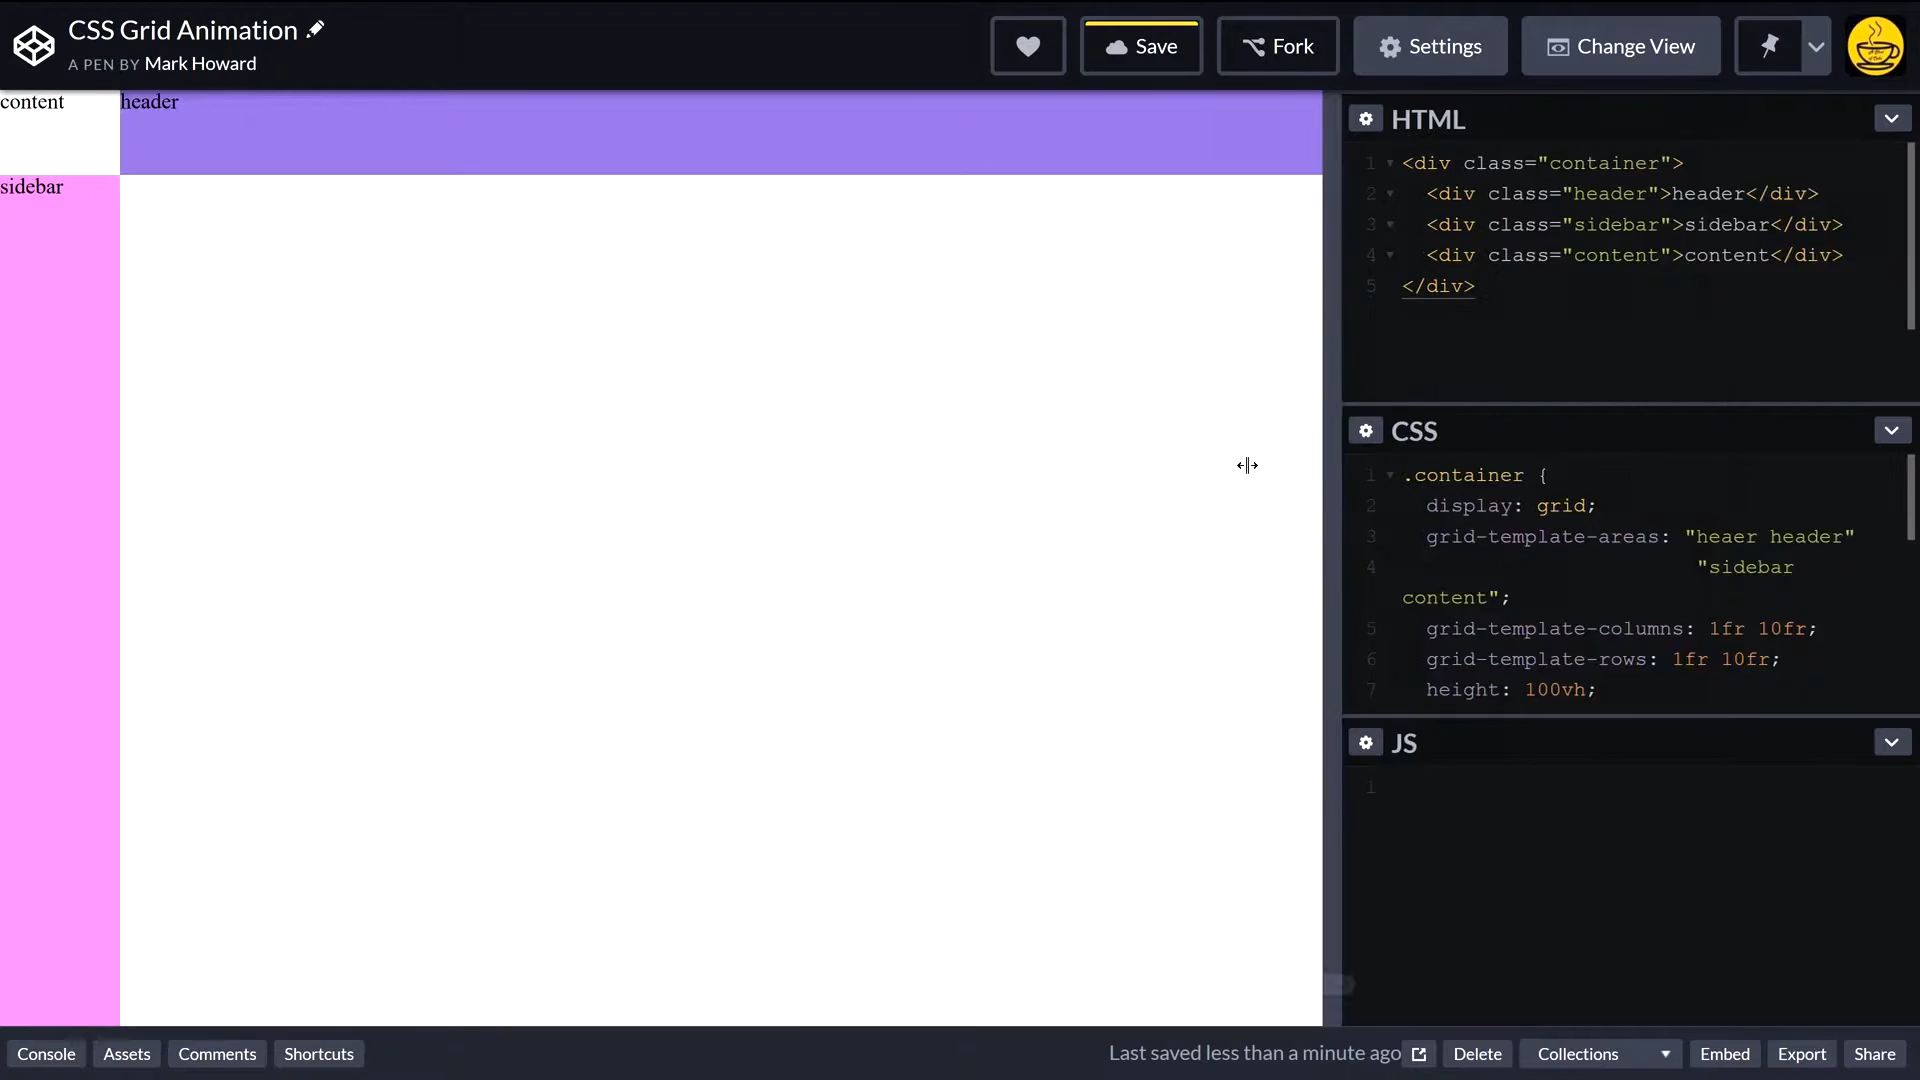 CSS Grid Animation
A PEN BY Mark Howard
Save
Fork
Settings
Change View
content
header
sidebar
HTML
1 <div class="container">
2 <div class="header">header</div>
3 <div class="sidebar">sidebar</div>
4 <div class="content">content</div>
5 </div>
CSS
1 .container {
2 display: grid;
3 grid-template-areas: "heaer header"
4 "sidebar
content";
5 grid-template-columns: 1fr 10fr;
6 grid-template-rows: 1fr 10fr;
7 height: 100vh;
JS
1
Console
Assets
Comments
Shortcuts
Last saved less than a minute ago
Delete
Collections
Embed
Export
Share